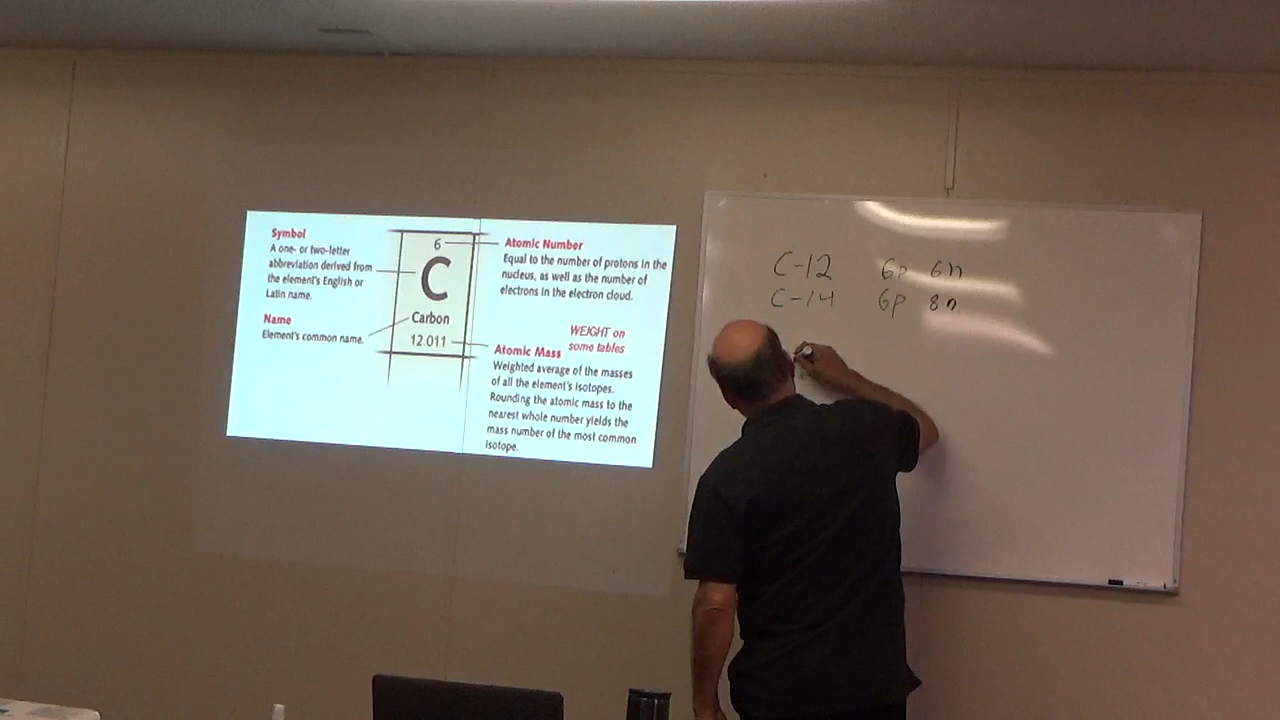 Symbol
A one- or two-letter
abbreviation derived from
the element's English or
Latin name.
Name
Element's common name.
6
C
Carbon
12.011
Atomic Number
Equal to the number of protons in the
nucleus, as well as the number of
electrons in the electron cloud.
WEIGHT on
some tables
Atomic Mass
Weighted average of the masses
of all the element's isotopes.
Rounding the atomic mass to the
nearest whole number yields the
mass number of the most common
isotope.
C-12 6p 6n
C-14 6p 8n